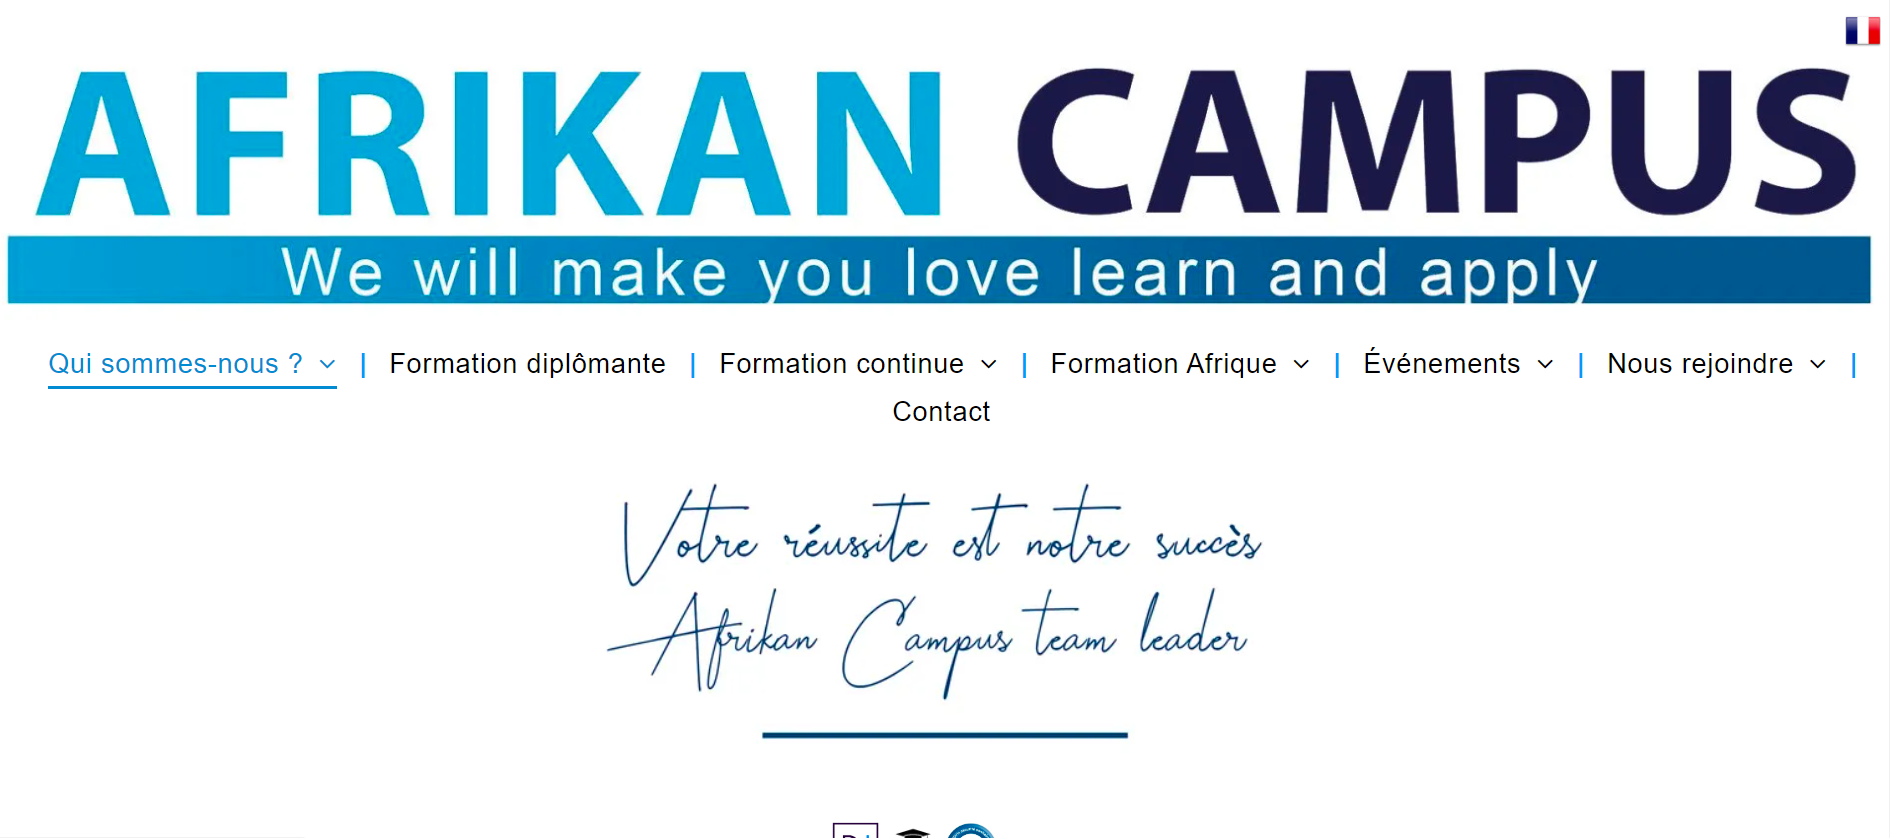 AFRIKAN CAMPUS
We will make you love learn and apply
Qui sommes-nous ? | Formation diplômante | Formation continue | Formation Afrique | Événements | Nous rejoindre |
Contact
Votre réussite est notre succès
Afrikan Campus team leader